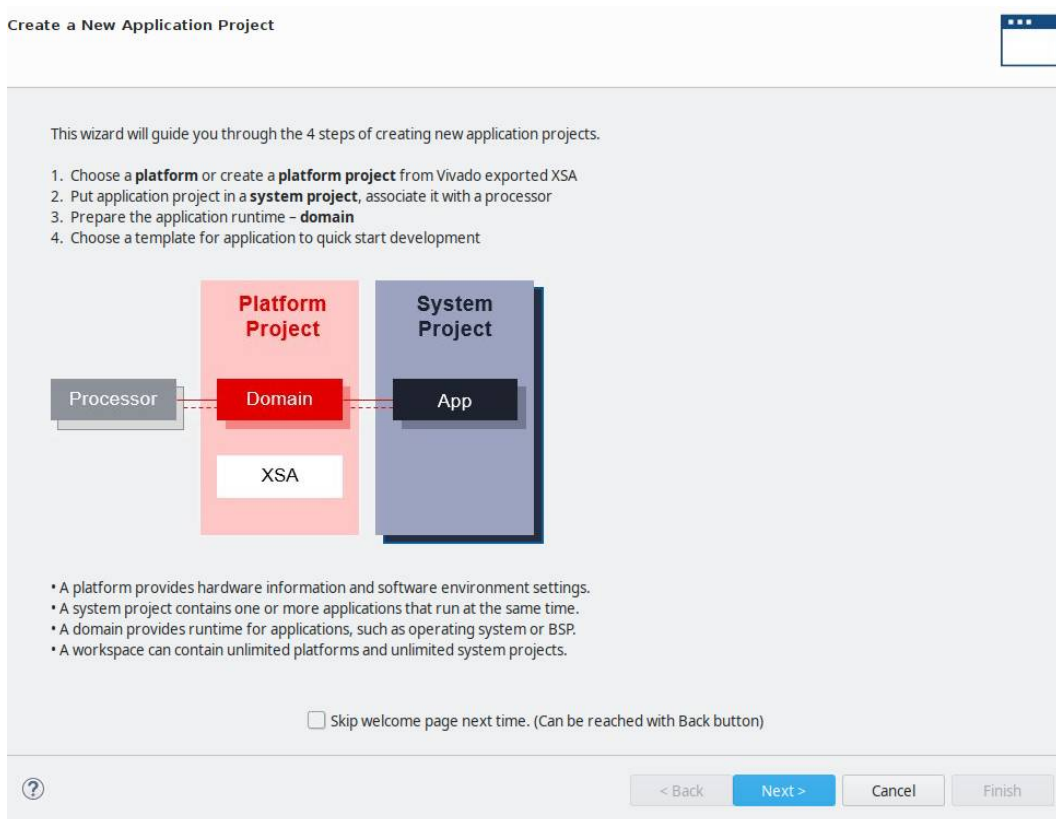 Create a New Application Project
This wizard will guide you through the 4 steps of creating new application projects.
1. Choose a platform or create a platform project from Vivado exported XSA
2. Put application project in a system project, associate it with a processor
3. Prepare the application runtime – domain
4. Choose a template for application to quick start development
Platform
Project
System
Project
Processor
Domain
App
XSA
• A platform provides hardware information and software environment settings.
• A system project contains one or more applications that run at the same time.
• A domain provides runtime for applications, such as operating system or BSP.
• A workspace can contain unlimited platforms and unlimited system projects.
Skip welcome page next time. (Can be reached with Back button)
? < Back Next > Cancel Finish